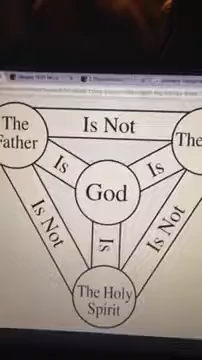 The
Father
Is Not
The
Is
Is
God
Is Not
Is
Is Not
The Holy
Spirit